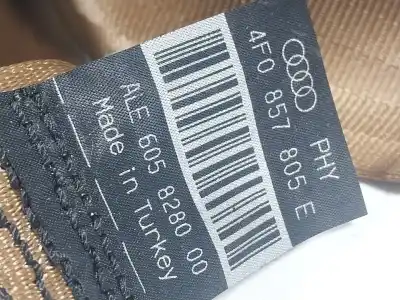 PHY
4F0 857 805 E
ALE 605 8280 00
Made in Turkey